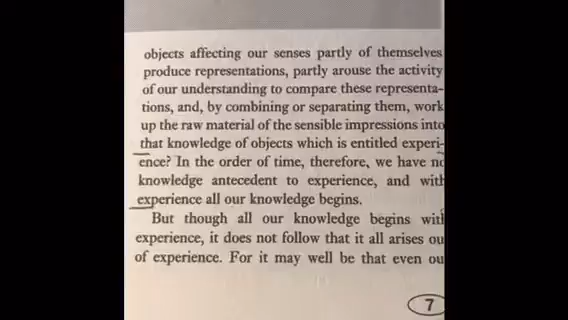 objects affecting our senses partly of themselves
produce representations, partly arouse the activity
of our understanding to compare these representa-
tions, and, by combining or separating them, work
up the raw material of the sensible impressions into
that knowledge of objects which is entitled experi-
ence? In the order of time, therefore, we have no
knowledge antecedent to experience, and with
experience all our knowledge begins.
But though all our knowledge begins with
experience, it does not follow that it all arises ou
of experience. For it may well be that even ou
7